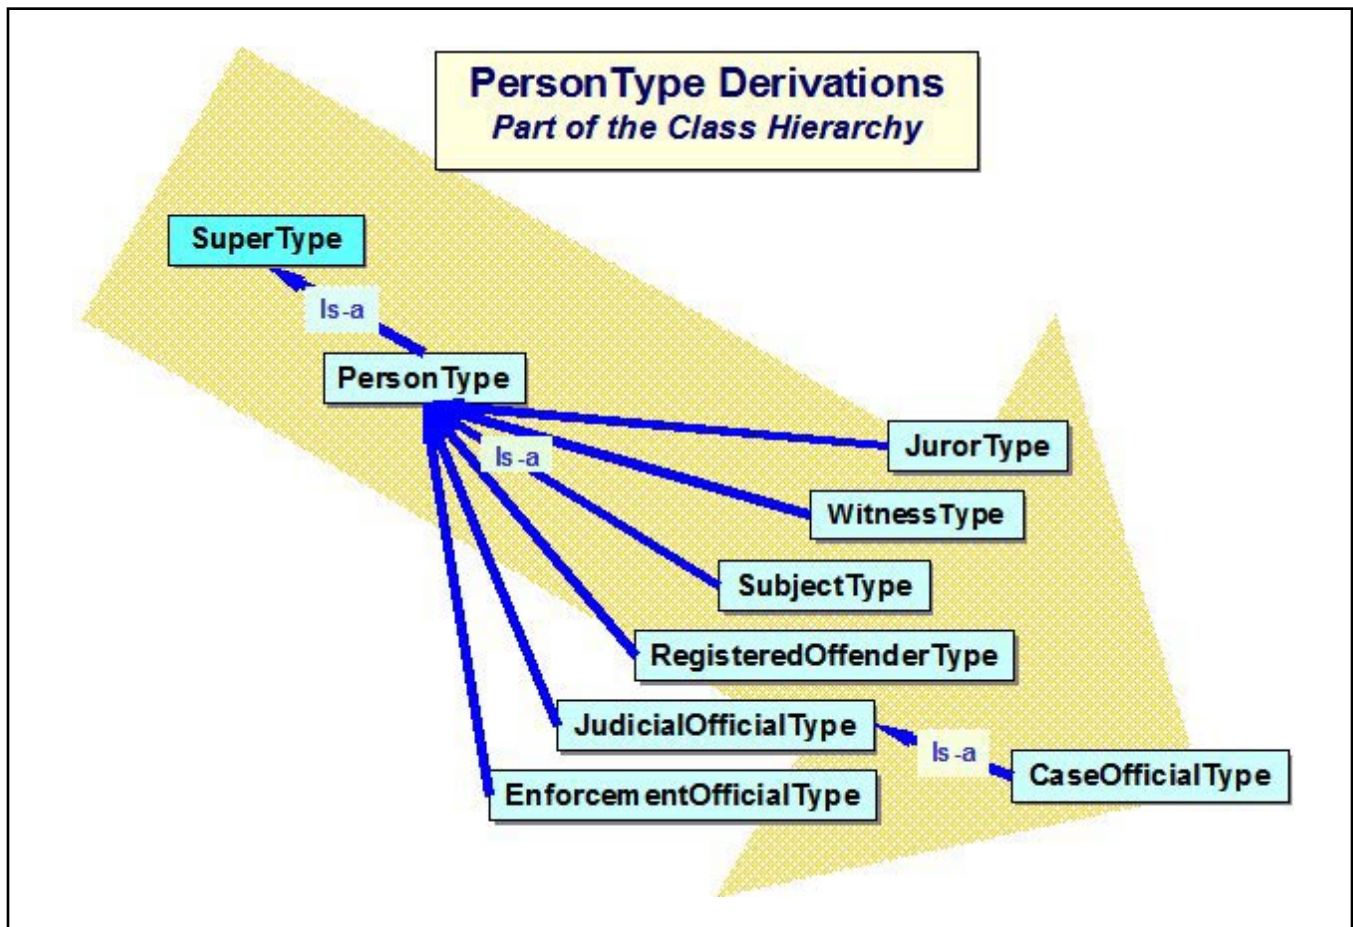 PersonType Derivations
Part of the Class Hierarchy
SuperType
Is-a
PersonType
JurorType
Is-a
WitnessType
SubjectType
RegisteredOffenderType
JudicialOfficialType
Is-a
CaseOfficialType
EnforcementOfficialType